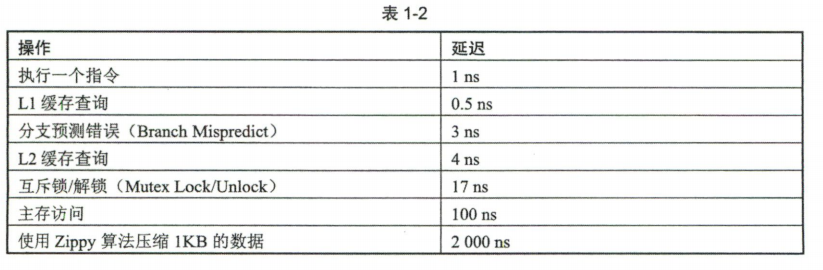 表 1-2
操作 延迟
执行一个指令 1 ns
L1 缓存查询 0.5 ns
分支预测错误（Branch Mispredict） 3 ns
L2 缓存查询 4 ns
互斥锁/解锁（Mutex Lock/Unlock） 17 ns
主存访问 100 ns
使用 Zippy 算法压缩 1KB 的数据 2 000 ns